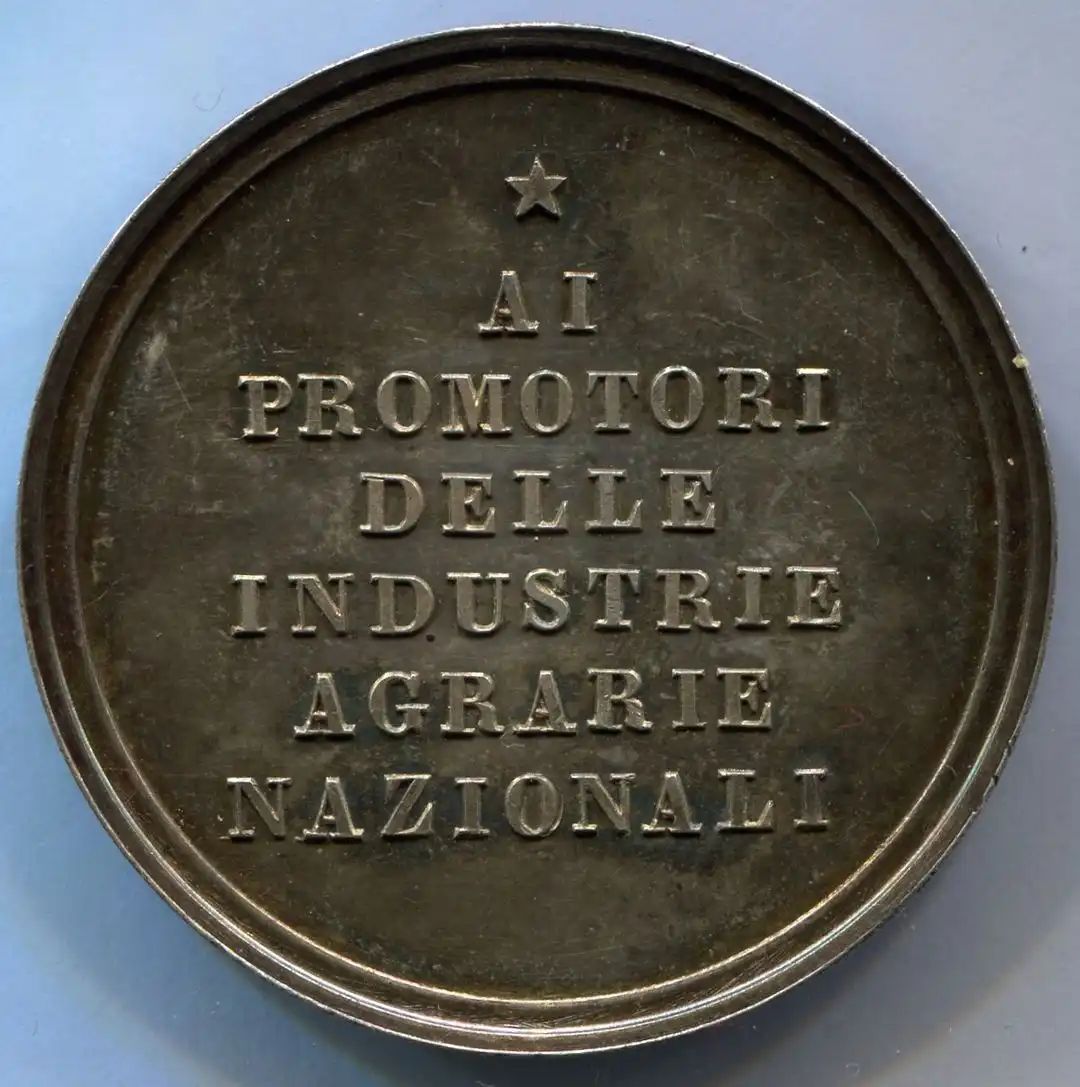 AI
PROMOTORI
DELLE
INDUSTRIE
AGRARIE
NAZIONALI